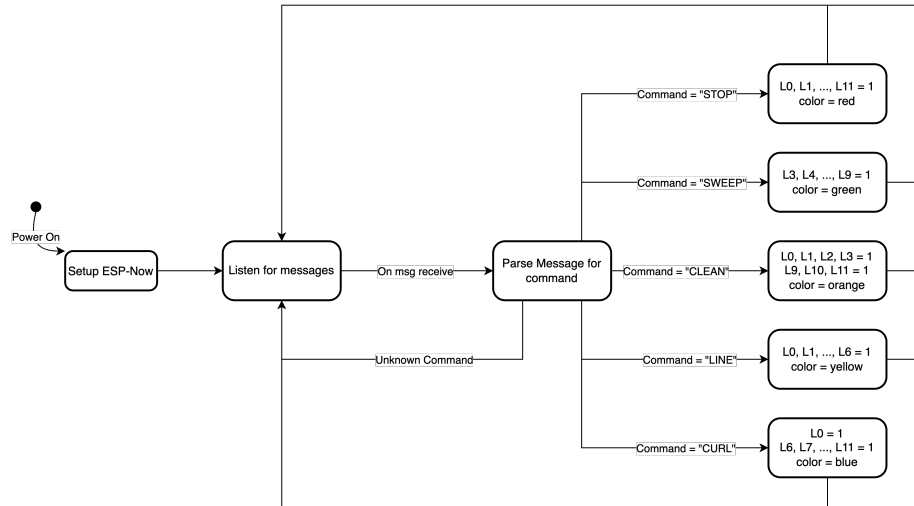 Command = "STOP"
L0, L1, ..., L11 = 1
color = red
Command = "SWEEP"
L3, L4, ..., L9 = 1
color = green
Power On
Setup ESP-Now
Listen for messages
On msg receive
Parse Message for
command
Command = "CLEAN"
L0, L1, L2, L3 = 1
L9, L10, L11 = 1
color = orange
Unknown Command
Command = "LINE"
L0, L1, ..., L6 = 1
color = yellow
Command = "CURL"
L0 = 1
L6, L7, ..., L11 = 1
color = blue